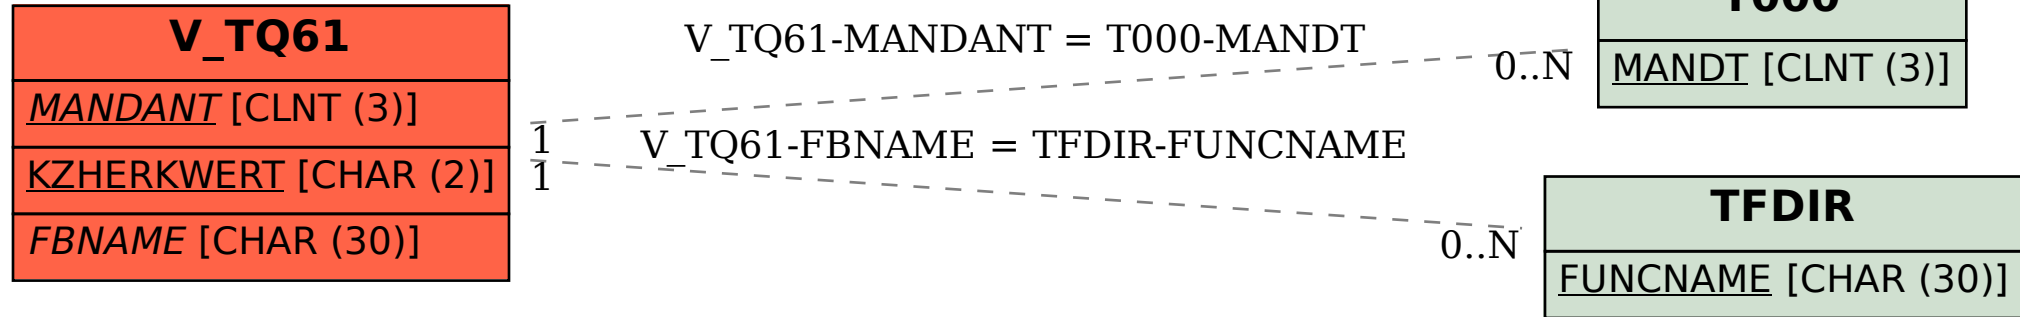 V_TQ61
MANDANT [CLNT (3)]
KZHERKWERT [CHAR (2)]
FBNAME [CHAR (30)]
V_TQ61-MANDANT = T000-MANDT
0..N
1
V_TQ61-FBNAME = TFDIR-FUNCNAME
1
0..N
T000
MANDT [CLNT (3)]
TFDIR
FUNCNAME [CHAR (30)]